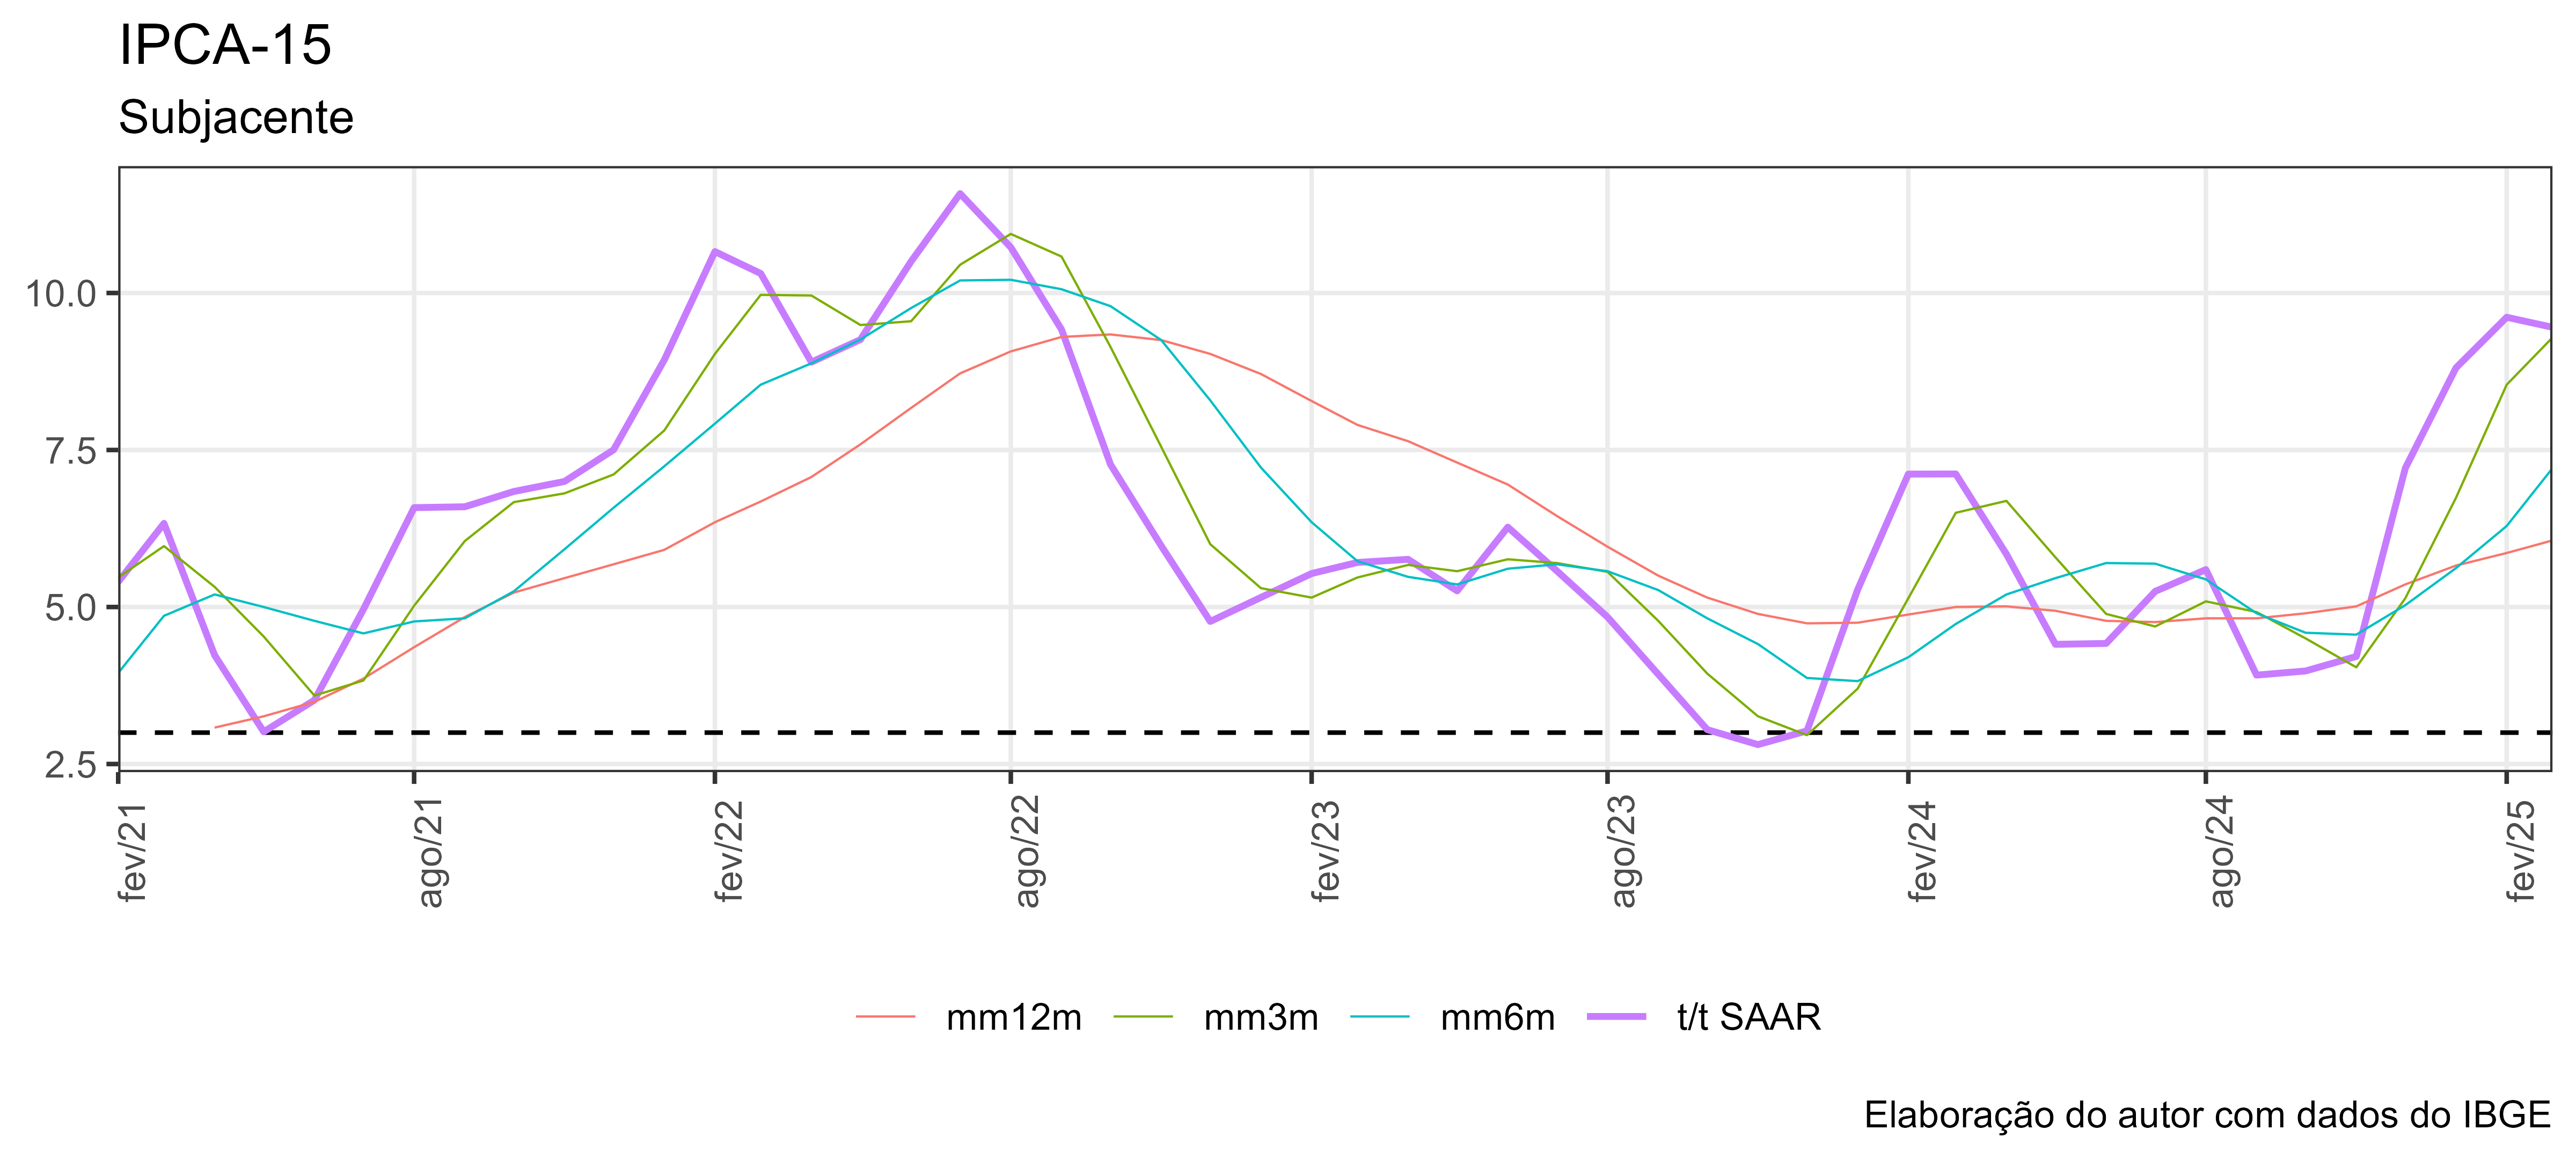 IPCA-15
Subjacente
10.0
7.5
5.0
2.5
fev/21
ago/21
fev/22
ago/22
fev/23
ago/23
fev/24
ago/24
fev/25
mm12m mm3m mm6m t/t SAAR
Elaboração do autor com dados do IBGE